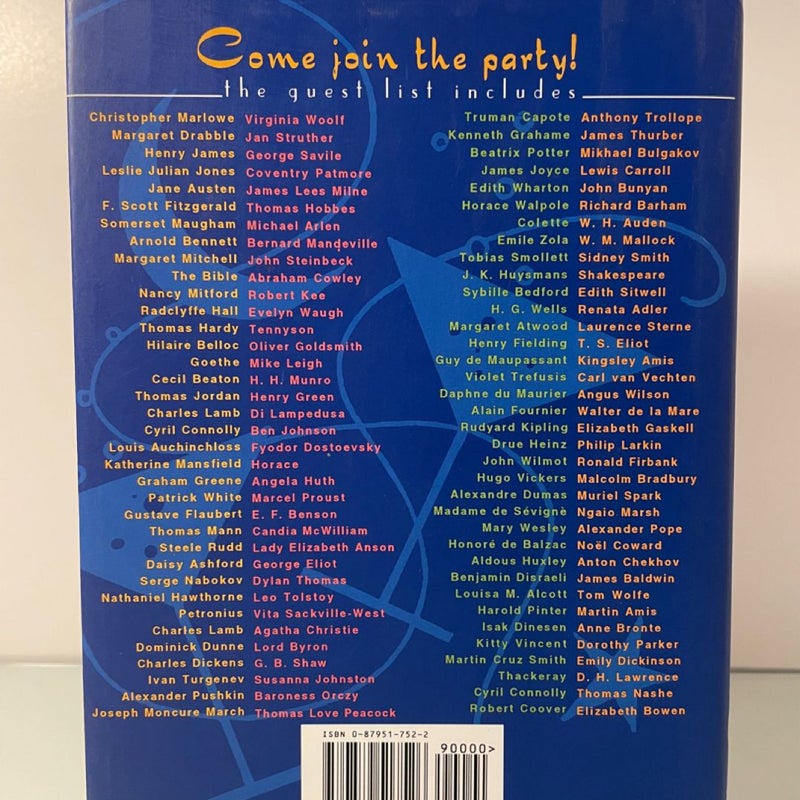 Come join the party!
the guest list includes
Christopher Marlowe Virginia Woolf
Margaret Drabble Jan Struther
Henry James George Savile
Leslie Julian Jones Coventry Patmore
Jane Austen James Lees Milne
F. Scott Fitzgerald Thomas Hobbes
Somerset Maugham Michael Arlen
Arnold Bennett Bernard Mandeville
Margaret Mitchell John Steinbeck
The Bible Abraham Cowley
Nancy Mitford Robert Kee
Radclyffe Hall Evelyn Waugh
Thomas Hardy Tennyson
Hilaire Belloc Oliver Goldsmith
Goethe Mike Leigh
Cecil Beaton H. H. Munro
Thomas Jordan Henry Green
Charles Lamb Di Lampedusa
Cyril Connolly Ben Johnson
Louis Auchincloss Fyodor Dostoevsky
Katherine Mansfield Horace
Graham Greene Angela Huth
Patrick White Marcel Proust
Gustave Flaubert E. F. Benson
Thomas Mann Candia McWilliam
Steele Rudd Lady Elizabeth Anson
Daisy Ashford George Eliot
Serge Nabokov Dylan Thomas
Nathaniel Hawthorne Leo Tolstoy
Petronius Vita Sackville-West
Charles Lamb Agatha Christie
Dominick Dunne Lord Byron
Charles Dickens G. B. Shaw
Ivan Turgenev Susanna Johnston
Alexander Pushkin Baroness Orczy
Joseph Moncure March Thomas Love Peacock
Truman Capote Anthony Trollope
Kenneth Grahame James Thurber
Beatrix Potter Mikhael Bulgakov
James Joyce Lewis Carroll
Edith Wharton John Bunyan
Horace Walpole Richard Barham
Colette W. H. Auden
Emile Zola W. M. Mallock
Tobias Smollett Sidney Smith
J. K. Huysmans Shakespeare
Sybille Bedford Edith Sitwell
H. G. Wells Renata Adler
Margaret Atwood Laurence Sterne
Henry Fielding T. S. Eliot
Guy de Maupassant Kingsley Amis
Violet Trefusis Carl van Vechten
Daphne du Maurier Angus Wilson
Alain Fournier Walter de la Mare
Rudyard Kipling Elizabeth Gaskell
Drue Heinz Philip Larkin
John Wilmot Ronald Firbank
Hugo Vickers Malcolm Bradbury
Alexandre Dumas Muriel Spark
Madame de Sévignè Ngaio Marsh
Mary Wesley Alexander Pope
Honoré de Balzac Noël Coward
Aldous Huxley Anton Chekhov
Benjamin Disraeli James Baldwin
Louisa M. Alcott Tom Wolfe
Harold Pinter Martin Amis
Isak Dinesen Anne Bronte
Kitty Vincent Dorothy Parker
Martin Cruz Smith Emily Dickinson
Thackeray D. H. Lawrence
Cyril Connolly Thomas Nashe
Robert Coover Elizabeth Bowen
ISBN 0-87951-752-2
90000>